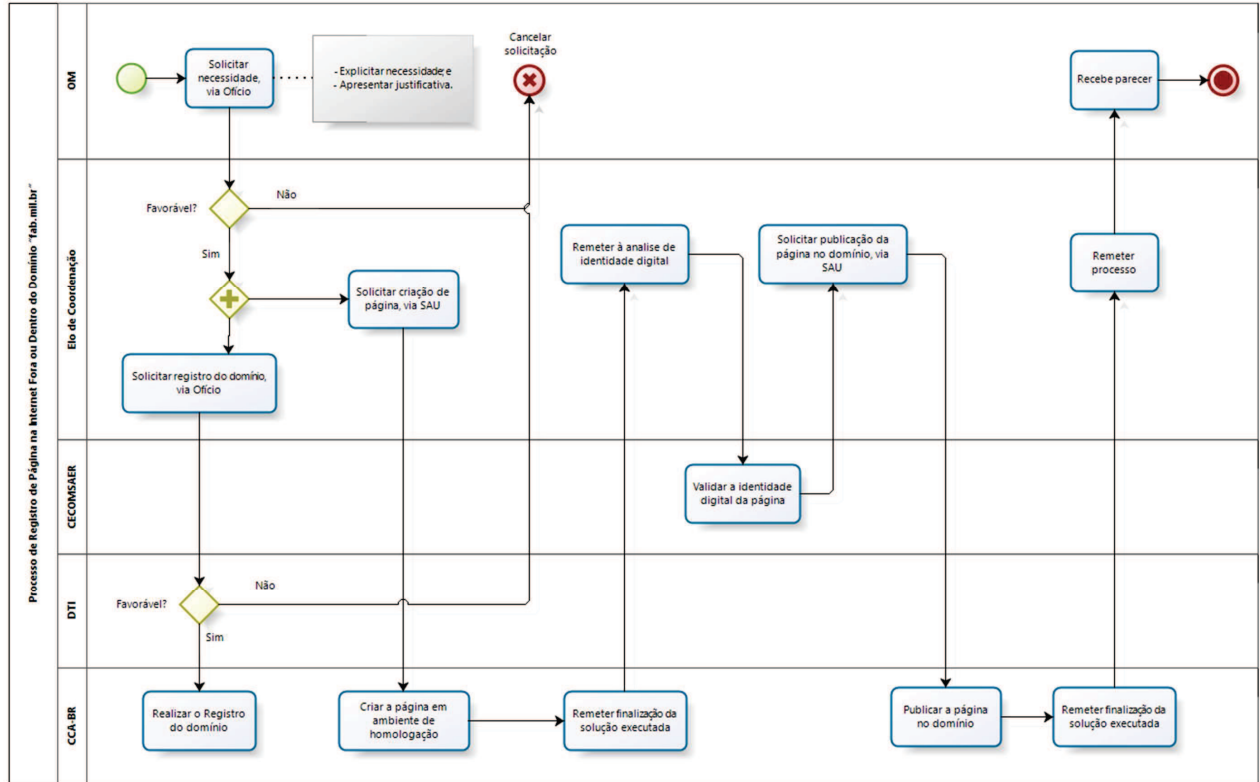 Processo de Registro de Página na Internet Fora ou Dentro do Domínio "fab.mil.br"
OM
Solicitar
necessidade,
via Ofício
- Explicitar necessidade; e
- Apresentar justificativa.
Cancelar
solicitação
Recebe parecer
Elo de Coordenação
Favorável?
Não
Sim
Solicitar criação de
página, via SAU
Solicitar registro do domínio,
via Ofício
Remeter à analise de
identidade digital
Solicitar publicação da
página no domínio, via
SAU
Remeter
processo
CECOMSAER
Validar a identidade
digital da página
DTI
Favorável?
Não
Sim
CCA-BR
Realizar o Registro
do domínio
Criar a página em
ambiente de
homologação
Remeter finalização da
solução executada
Publicar a página
no domínio
Remeter finalização da
solução executada